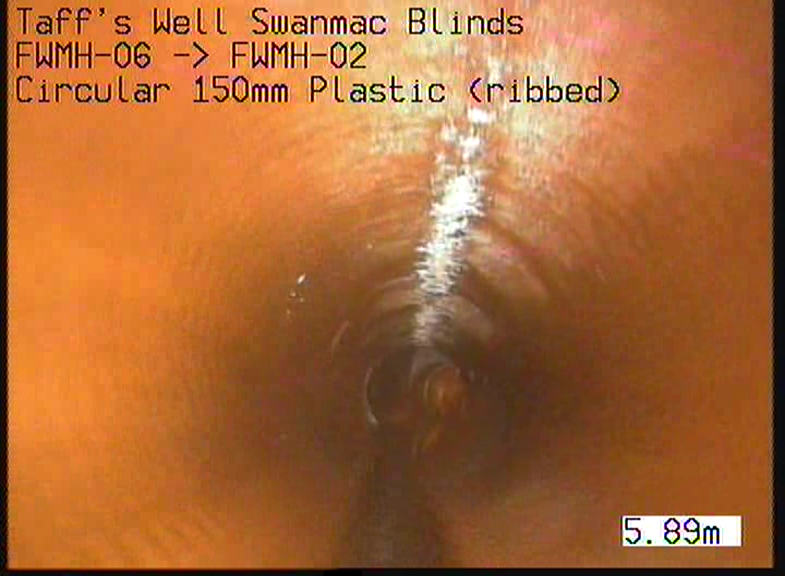 Taff's Well Swanmac Blinds
FWMH-06 -> FWMH-02
Circular 150mm Plastic (ribbed)
5.89m